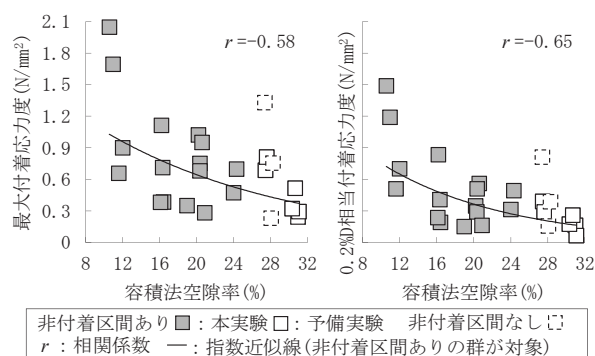 最大付着応力度(N/mm²)
2.1
1.8
1.5
1.2
0.9
0.6
0.3
0
r=-0.58
8 12 16 20 24 28 32
容積法空隙率(%)
0.2%D相当付着応力度(N/mm²)
2.1
1.8
1.5
1.2
0.9
0.6
0.3
0
r=-0.65
8 12 16 20 24 28 32
容積法空隙率(%)
非付着区間あり ：本実験 ：予備実験 非付着区間なし
r：相関係数 ―：指数近似線(非付着区間ありの群が対象)